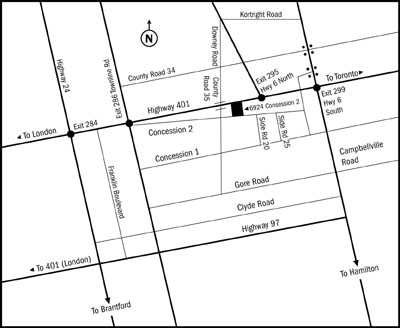 Kortright Road
Highway 24
Exit 286 Townline Rd
Downey Road
N
County Road 34
County
Road 35
Exit 295
Hwy 6 North
To Toronto
Highway 401
6924 Concession 2
Exit 299
Hwy 6
South
To London
Exit 284
Concession 2
Side Rd 20
Side Rd 25
Concession 1
Campbellville
Road
Franklin Boulevard
Gore Road
Clyde Road
Highway 97
To 401 (London)
To Hamilton
To Brantford